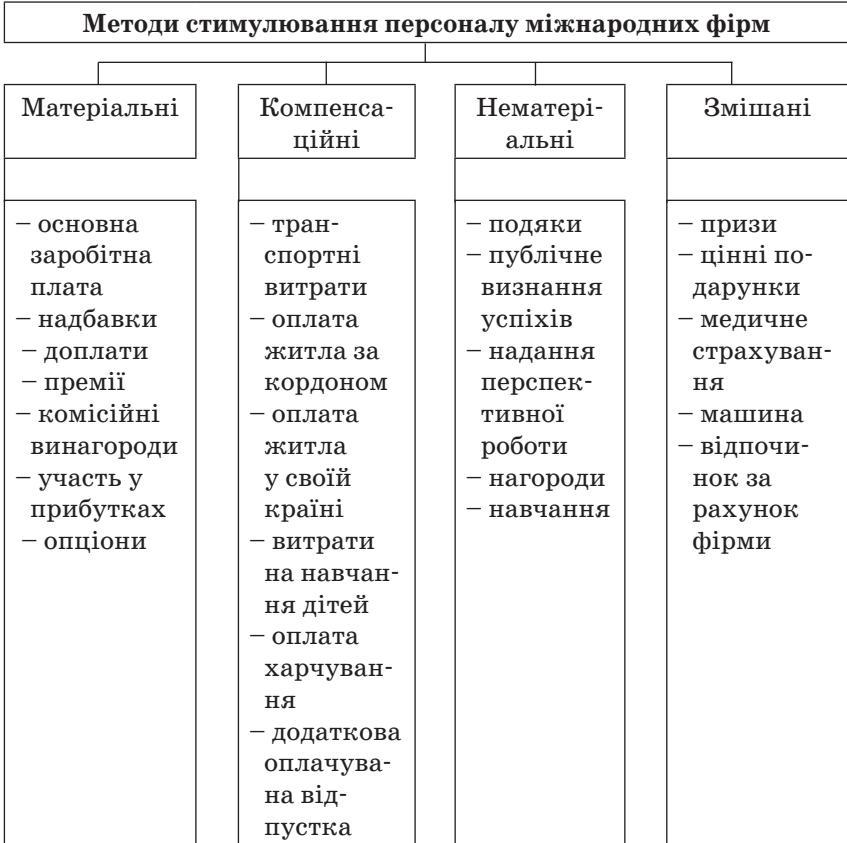 Методи стимулювання персоналу міжнародних фірм
Матеріальні
Компенса-
ційні
Нематері-
альні
Змішані
– основна
заробітна
плата
– надбавки
– доплати
– премії
– комісійні
винагороди
– участь у
прибутках
– опціони
– тран-
спортні
витрати
– оплата
житла за
кордоном
– оплата
житла
у своїй
країні
– витрати
на навчан-
ня дітей
– оплата
харчуван-
ня
– додаткова
оплачува-
на від-
пустка
– подяки
– публічне
визнання
успіхів
– надання
перспек-
тивної
роботи
– нагороди
– навчання
– призи
– цінні по-
дарунки
– медичне
страхуван-
ня
– машина
– відпочи-
нок за
рахунок
фірми